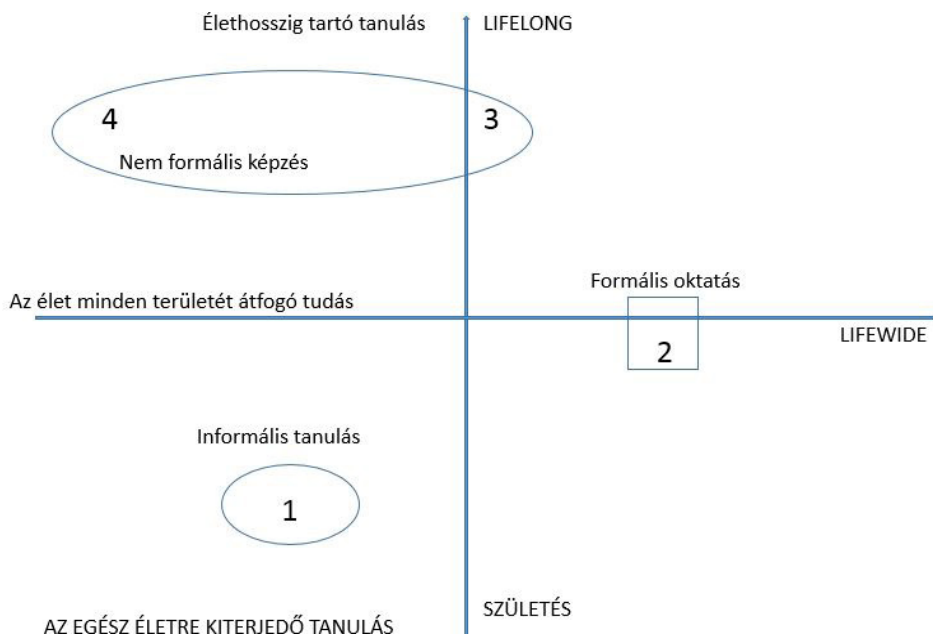 Élethosszig tartó tanulás
LIFELONG
4
3
Nem formális képzés
Formális oktatás
Az élet minden területét átfogó tudás
LIFEWIDE
2
Informális tanulás
1
SZÜLETÉS
AZ EGÉSZ ÉLETRE KITERJEDŐ TANULÁS